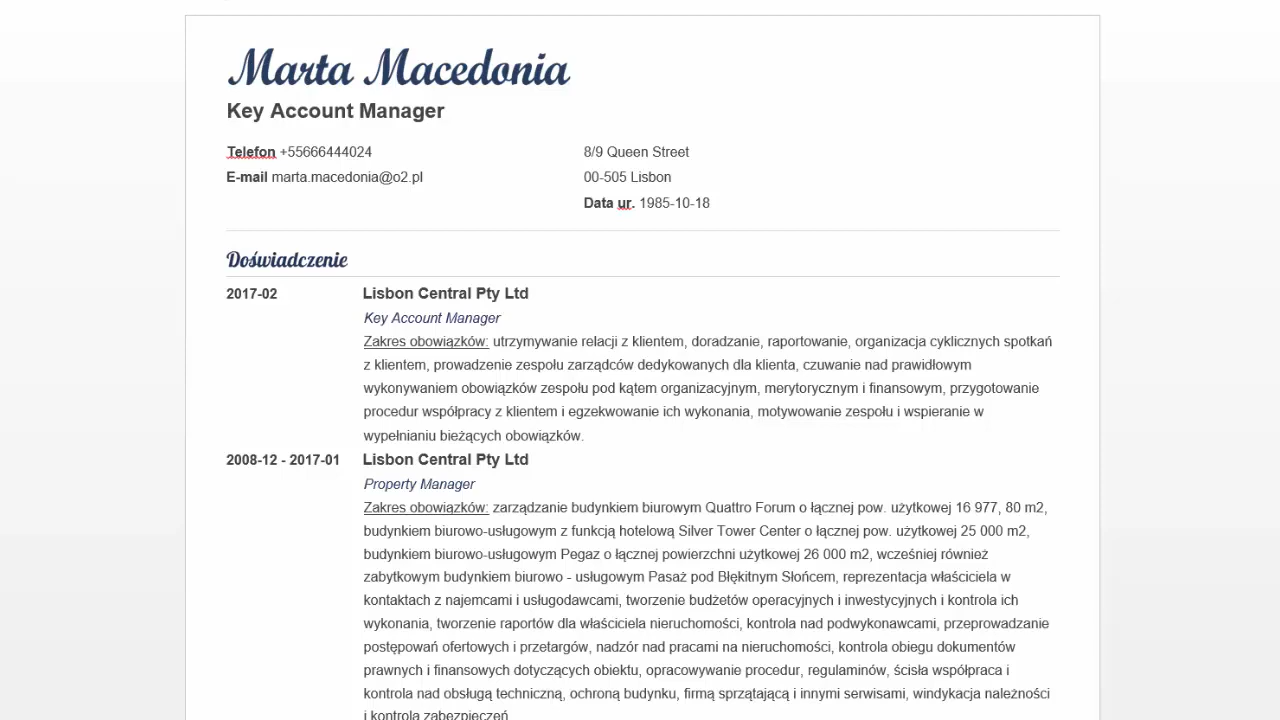 Marta Macedonia
Key Account Manager
Telefon +55666444024
8/9 Queen Street
E-mail marta.macedonia@o2.pl
00-505 Lisbon
Data ur. 1985-10-18
Doświadczenie
2017-02 Lisbon Central Pty Ltd
Key Account Manager
Zakres obowiązków: utrzymywanie relacji z klientem, doradzanie, raportowanie, organizacja cyklicznych spotkań
z klientem, prowadzenie zespołu zarządców dedykowanych dla klienta, czuwanie nad prawidłowym
wykonywaniem obowiązków zespołu pod kątem organizacyjnym, merytorycznym i finansowym, przygotowanie
procedur współpracy z klientem i egzekwowanie ich wykonania, motywowanie zespołu i wspieranie w
wypełnianiu bieżących obowiązków.
2008-12 - 2017-01 Lisbon Central Pty Ltd
Property Manager
Zakres obowiązków: zarządzanie budynkiem biurowym Quattro Forum o łącznej pow. użytkowej 16 977, 80 m2,
budynkiem biurowo-usługowym z funkcją hotelową Silver Tower Center o łącznej pow. użytkowej 25 000 m2,
budynkiem biurowo-usługowym Pegaz o łącznej powierzchni użytkowej 26 000 m2, wcześniej również
zabytkowym budynkiem biurowo - usługowym Pasaż pod Błękitnym Słońcem, reprezentacja właściciela w
kontaktach z najemcami i usługodawcami, tworzenie budżetów operacyjnych i inwestycyjnych i kontrola ich
wykonania, tworzenie raportów dla właściciela nieruchomości, kontrola nad podwykonawcami, przeprowadzanie
postępowań ofertowych i przetargów, nadzór nad pracami na nieruchomości, kontrola obiegu dokumentów
prawnych i finansowych dotyczących obiektu, opracowywanie procedur, regulaminów, ścisła współpraca i
kontrola nad obsługą techniczną, ochroną budynku, firmą sprzątającą i innymi serwisami, windykacja należności
i kontrola zabezpieczeń